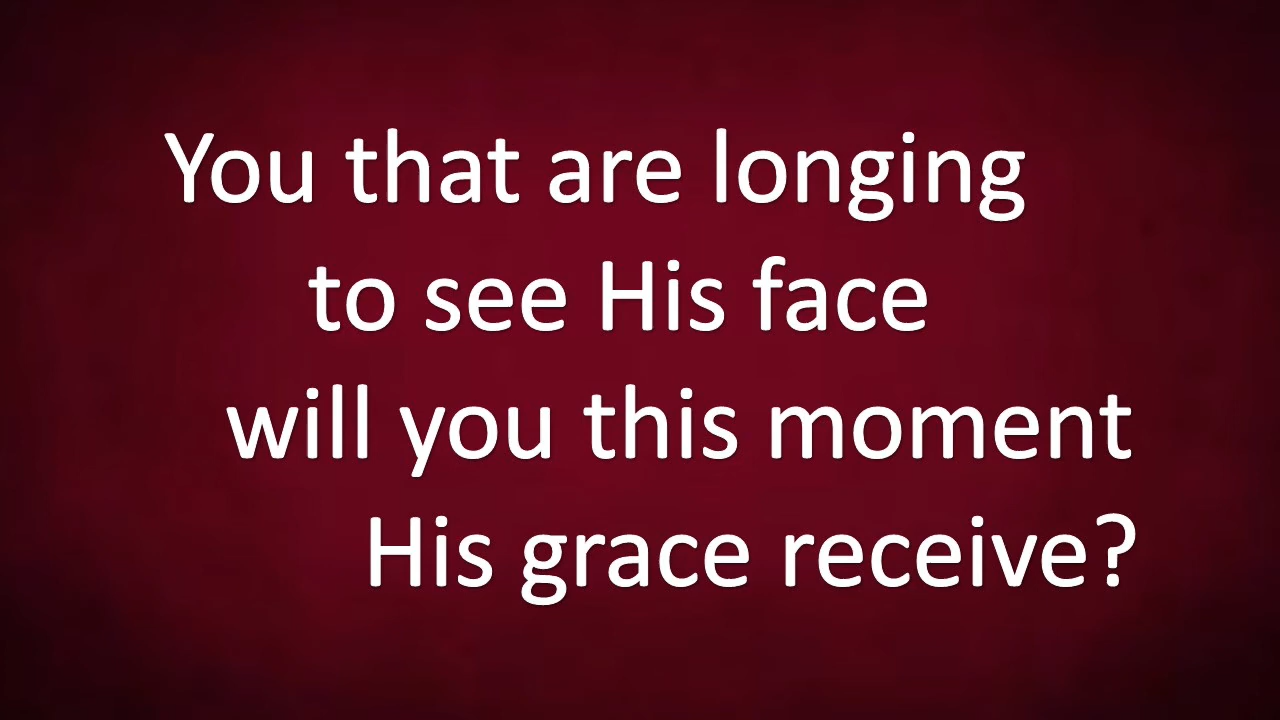 You that are longing
to see His face
will you this moment
His grace receive?